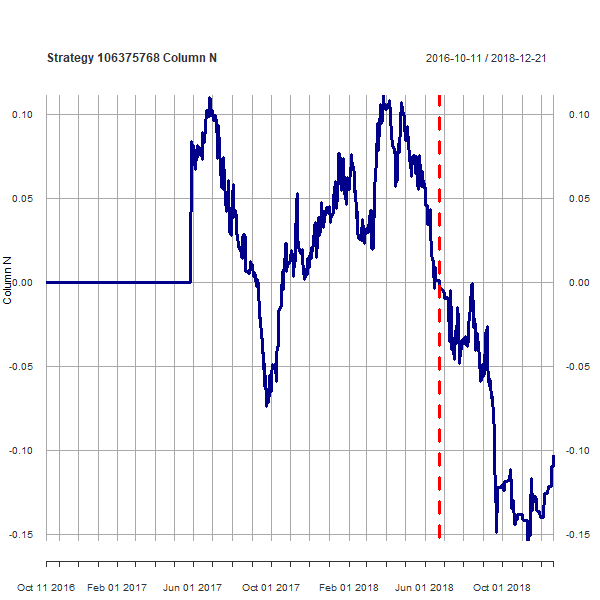 Strategy 106375768 Column N
2016-10-11 / 2018-12-21
0.10 0.10
0.05 0.05
0.00 0.00
Column N
-0.05 -0.05
-0.10 -0.10
-0.15 -0.15
Oct 11 2016 Feb 01 2017 Jun 01 2017 Oct 01 2017 Feb 01 2018 Jun 01 2018 Oct 01 2018